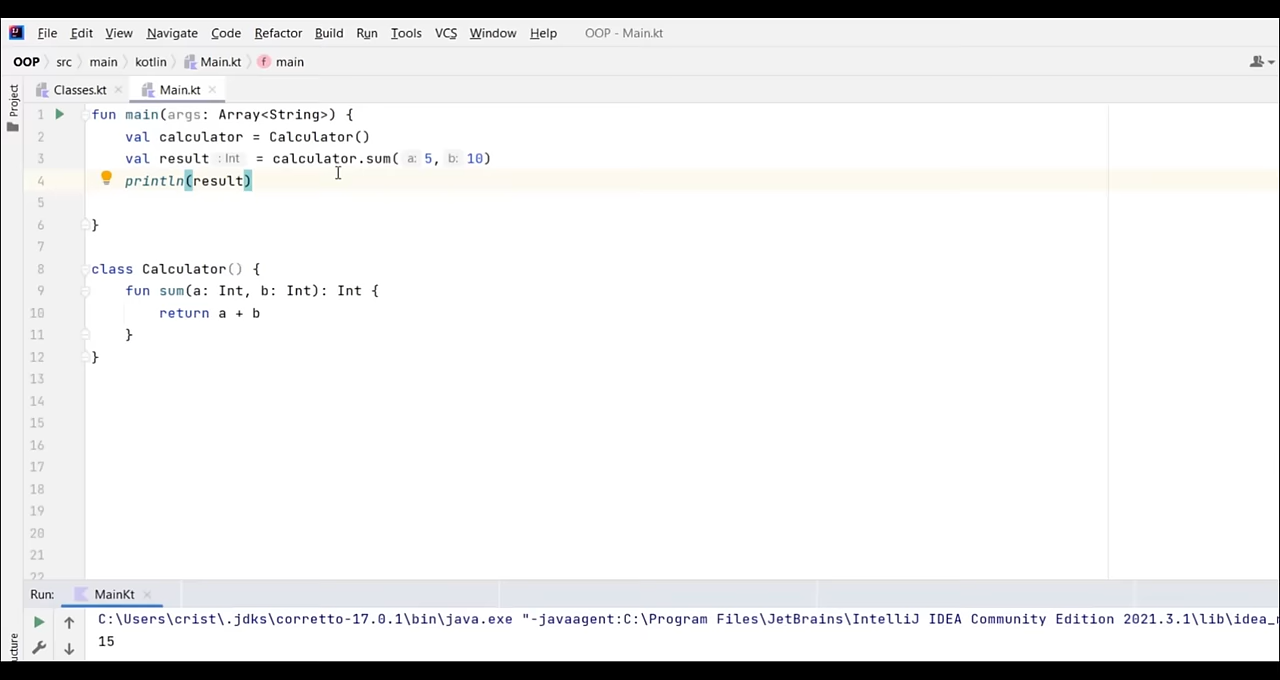 File Edit View Navigate Code Refactor Build Run Tools VCS Window Help OOP - Main.kt
OOP src main kotlin Main.kt f main
Project
Classes.kt Main.kt
1 fun main(args: Array<String>) {
2 val calculator = Calculator()
3 val result : Int = calculator.sum( a: 5, b: 10)
4 println(result)
5
6 }
7
8 class Calculator() {
9 fun sum(a: Int, b: Int): Int {
10 return a + b
11 }
12 }
13
14
15
16
17
18
19
20
21
22
Run: MainKt
C:\Users\crist\.jdks\corretto-17.0.1\bin\java.exe "-javaagent:C:\Program Files\JetBrains\IntelliJ IDEA Community Edition 2021.3.1\lib\idea_
15